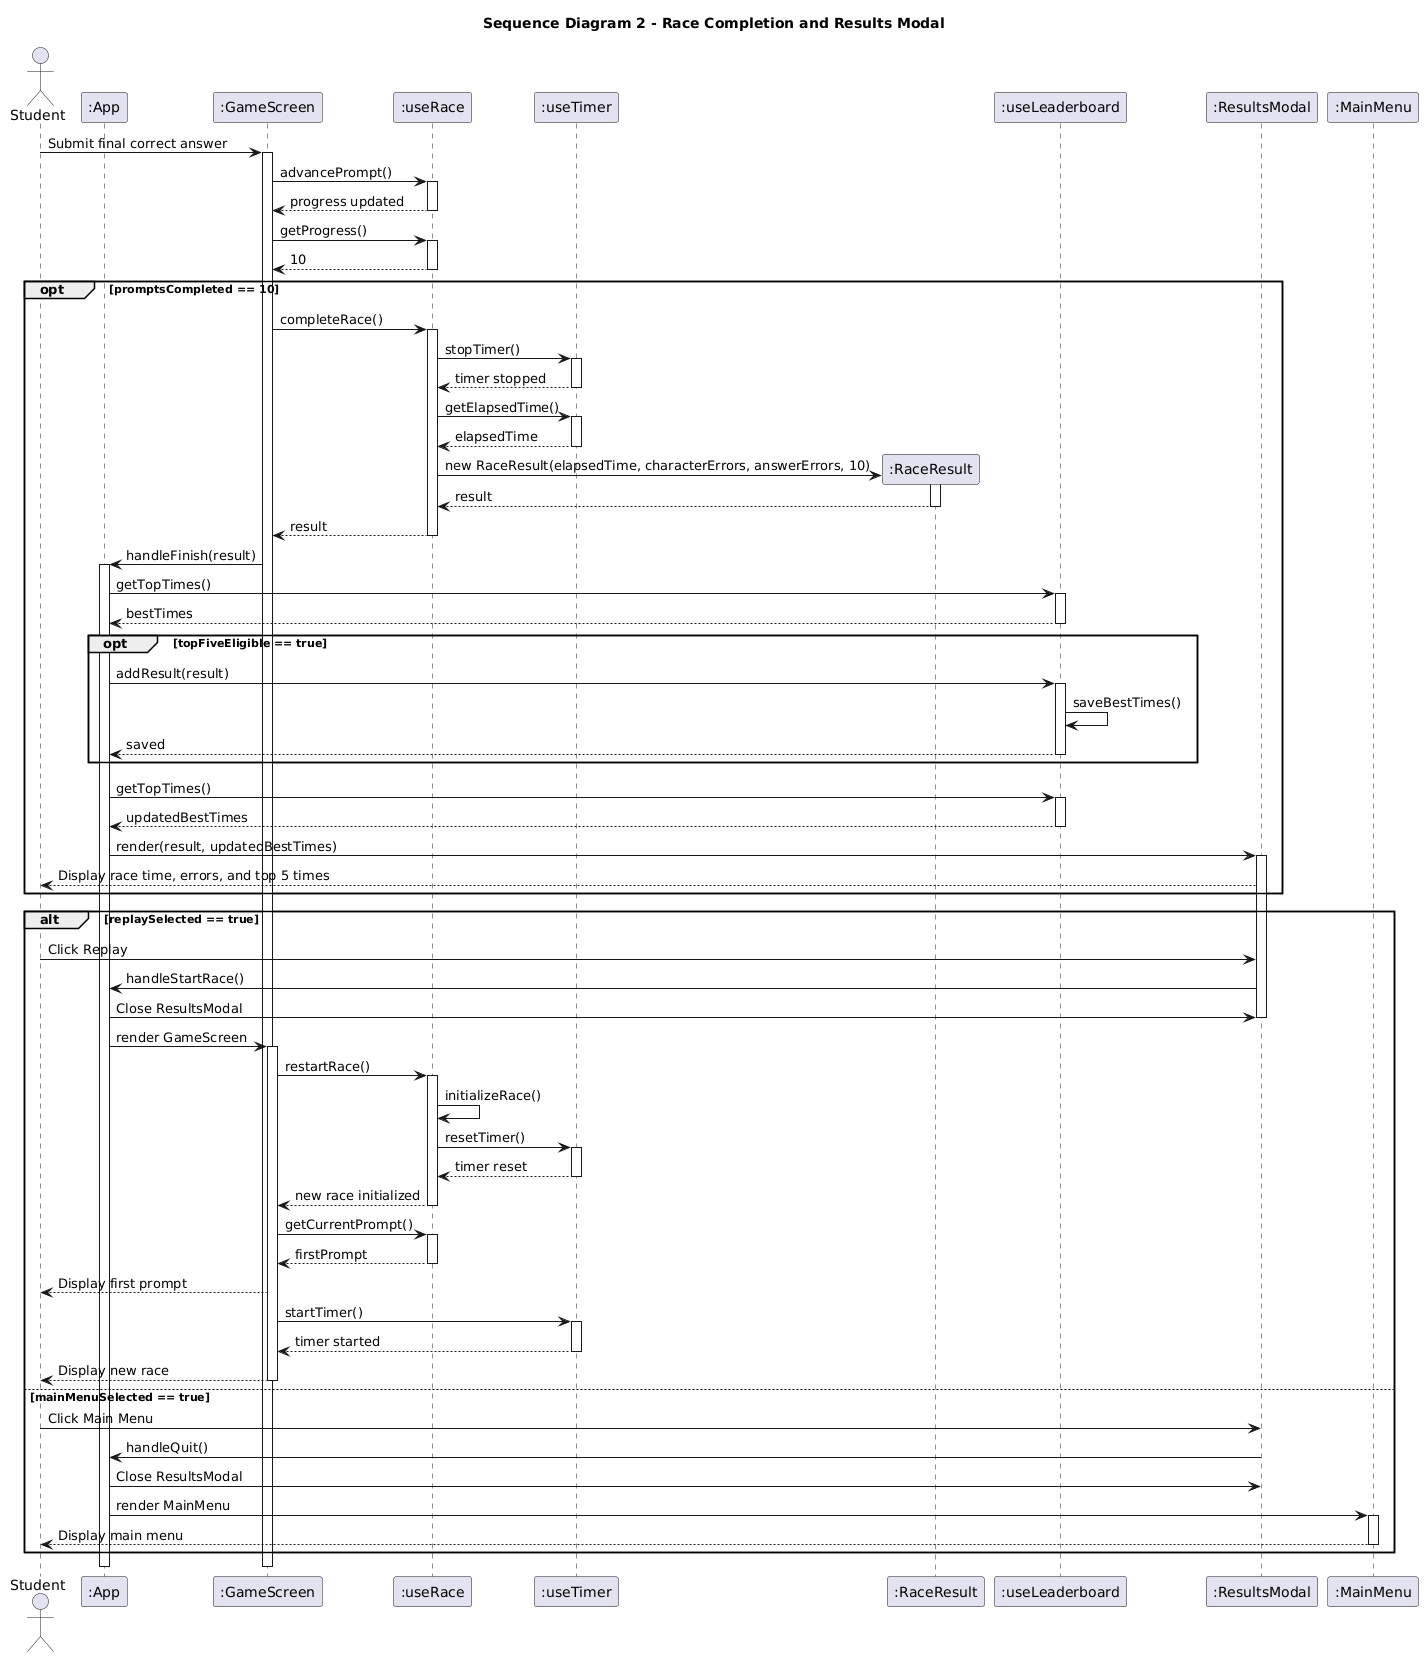 Sequence Diagram 2 - Race Completion and Results Modal
Student
:App
:GameScreen
:useRace
:useTimer
:useLeaderboard
:ResultsModal
:MainMenu
Submit final correct answer
advancePrompt()
progress updated
getProgress()
10
opt [promptsCompleted == 10]
completeRace()
stopTimer()
timer stopped
getElapsedTime()
elapsedTime
new RaceResult(elapsedTime, characterErrors, answerErrors, 10)
:RaceResult
result
result
handleFinish(result)
getTopTimes()
bestTimes
opt [topFiveEligible == true]
addResult(result)
saveBestTimes()
saved
getTopTimes()
updatedBestTimes
render(result, updatedBestTimes)
Display race time, errors, and top 5 times
alt [replaySelected == true]
Click Replay
handleStartRace()
Close ResultsModal
render GameScreen
restartRace()
initializeRace()
resetTimer()
timer reset
new race initialized
getCurrentPrompt()
firstPrompt
Display first prompt
startTimer()
timer started
Display new race
[mainMenuSelected == true]
Click Main Menu
handleQuit()
Close ResultsModal
render MainMenu
Display main menu
Student
:App
:GameScreen
:useRace
:useTimer
:RaceResult
:useLeaderboard
:ResultsModal
:MainMenu